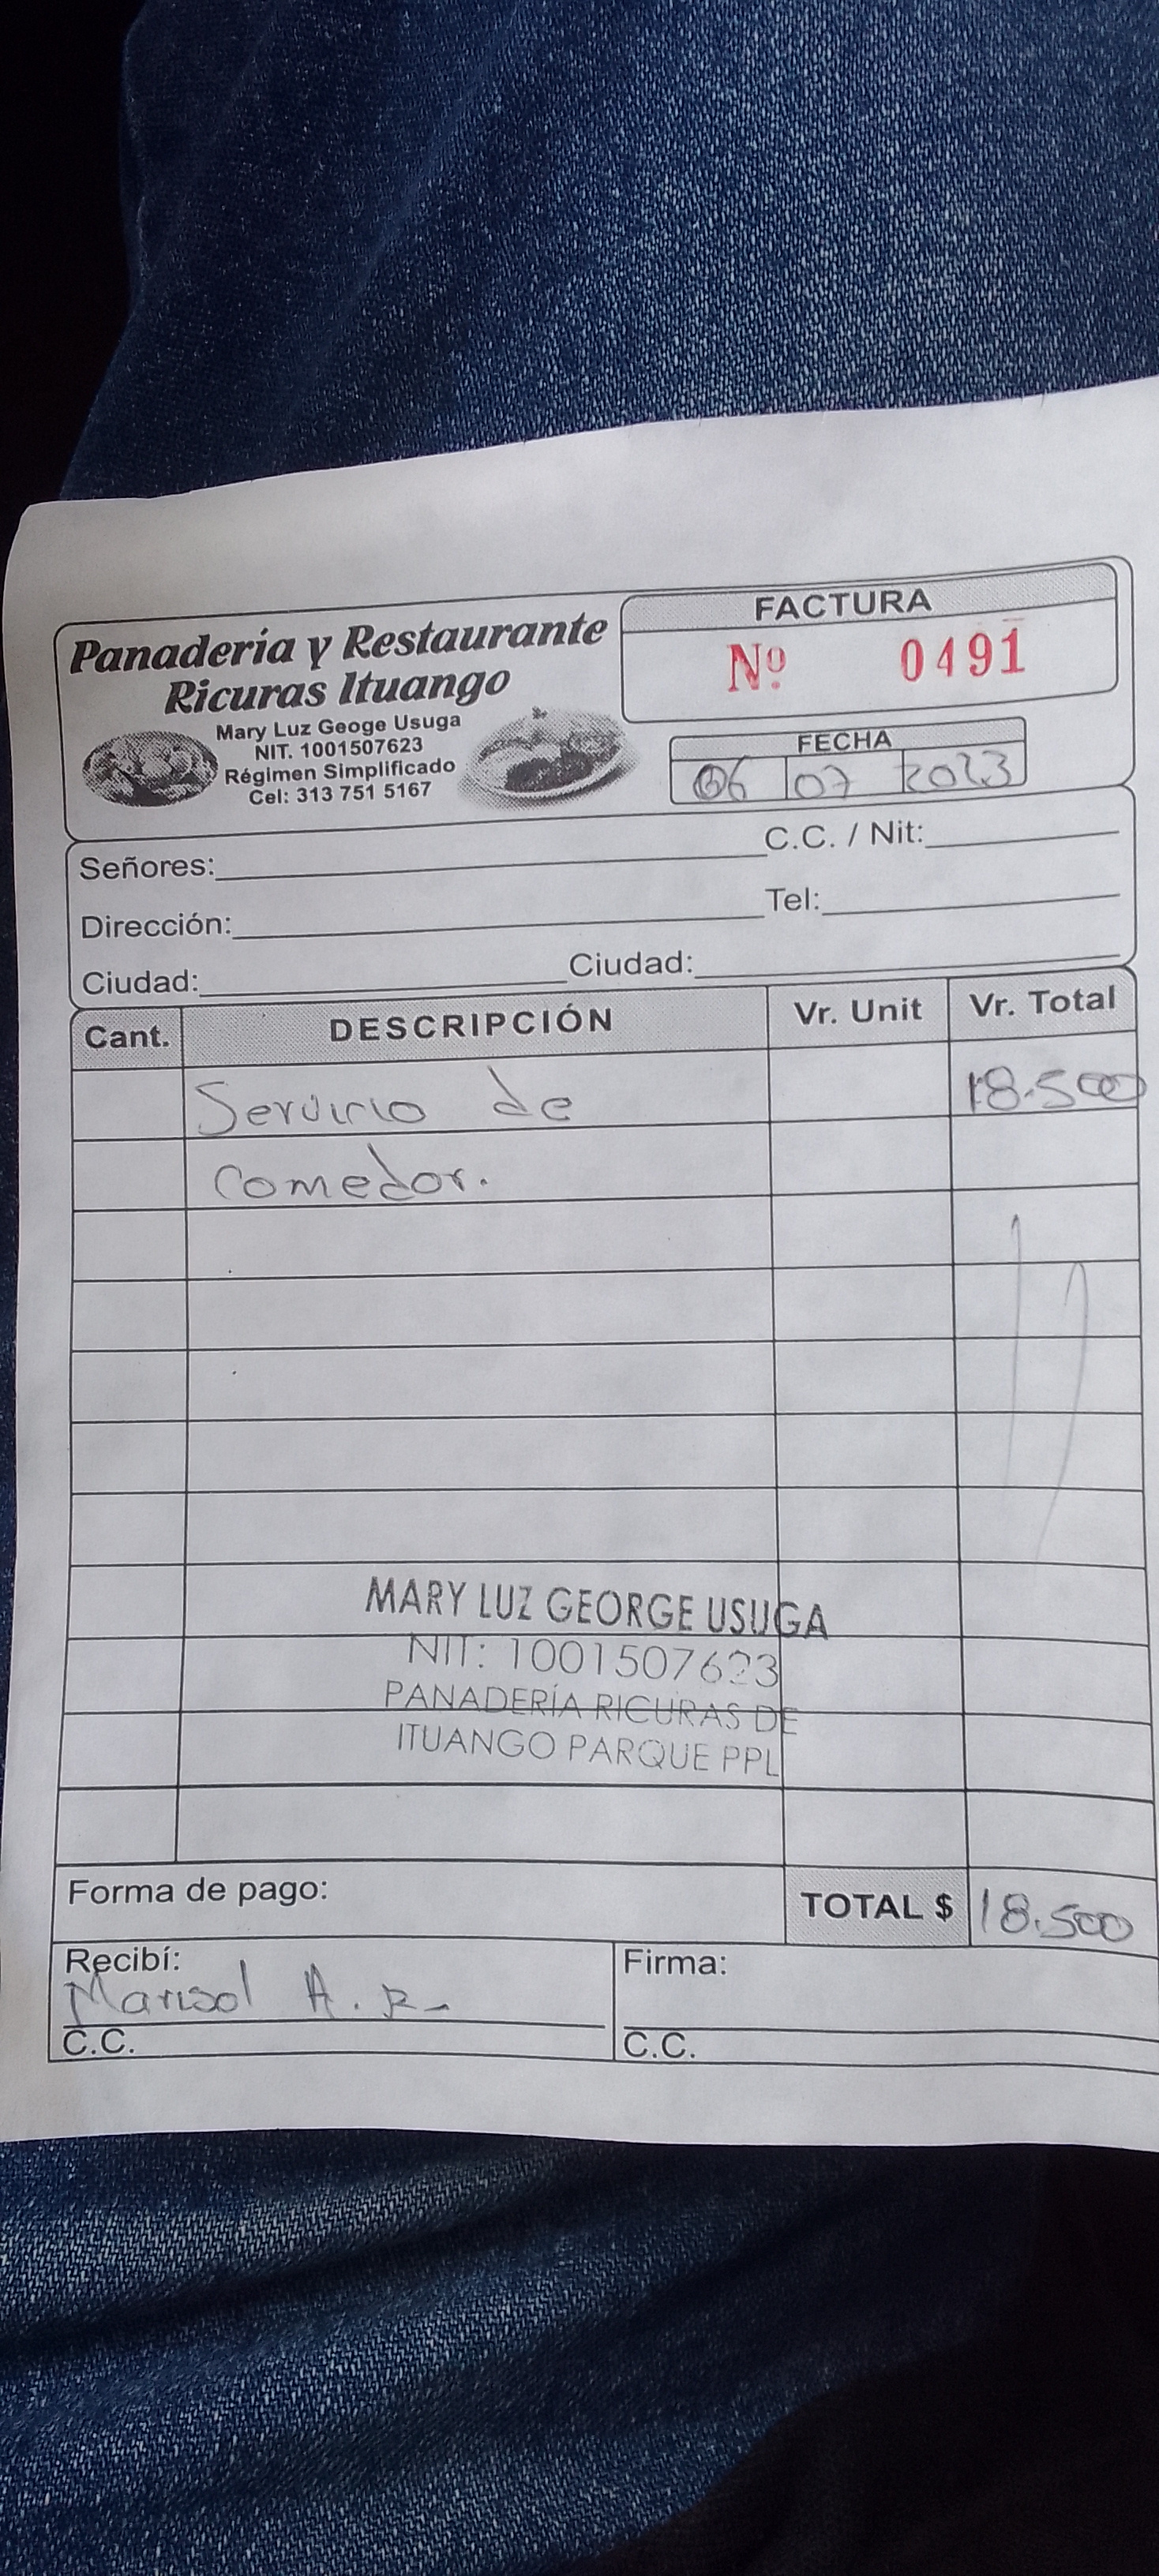 Panadería y Restaurante
Ricuras Ituango
Mary Luz Geoge Usuga
NIT. 1001507623
Régimen Simplificado
Cel: 313 751 5167
FACTURA
Nº 0491
FECHA
06 07 2023
Señores: C.C. / Nit:
Dirección: Tel:
Ciudad: Ciudad:
Cant. DESCRIPCIÓN Vr. Unit Vr. Total
Servicio de 18.500
comedor.
MARY LUZ GEORGE USUGA
NIT: 1001507623
PANADERÍA RICURAS DE
ITUANGO PARQUE PPL
Forma de pago: TOTAL $ 18.500
Recibí: Firma:
Marisol A. R-
C.C. C.C.